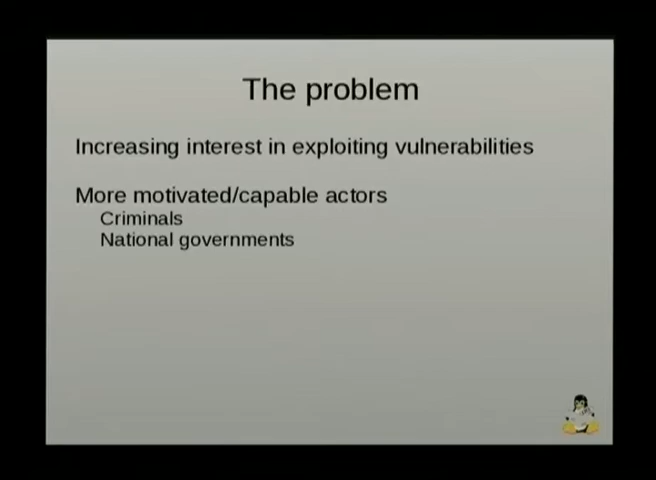 The problem
Increasing interest in exploiting vulnerabilities
More motivated/capable actors
Criminals
National governments